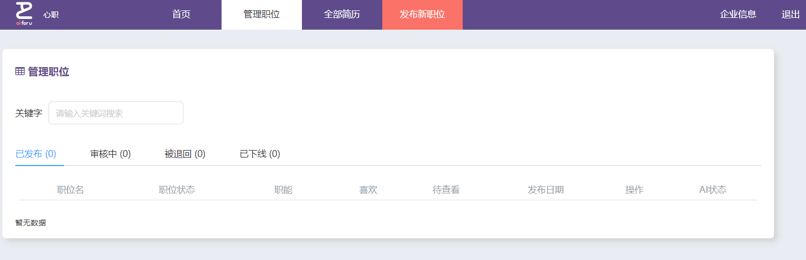 心职 首页 管理职位 全部简历 发布新职位 企业信息 退出
aiforu
管理职位
关键字 请输入关键词搜索
已发布 (0) 审核中 (0) 被退回 (0) 已下线 (0)
职位名 职位状态 职能 喜欢 待查看 发布日期 操作 AI状态
暂无数据